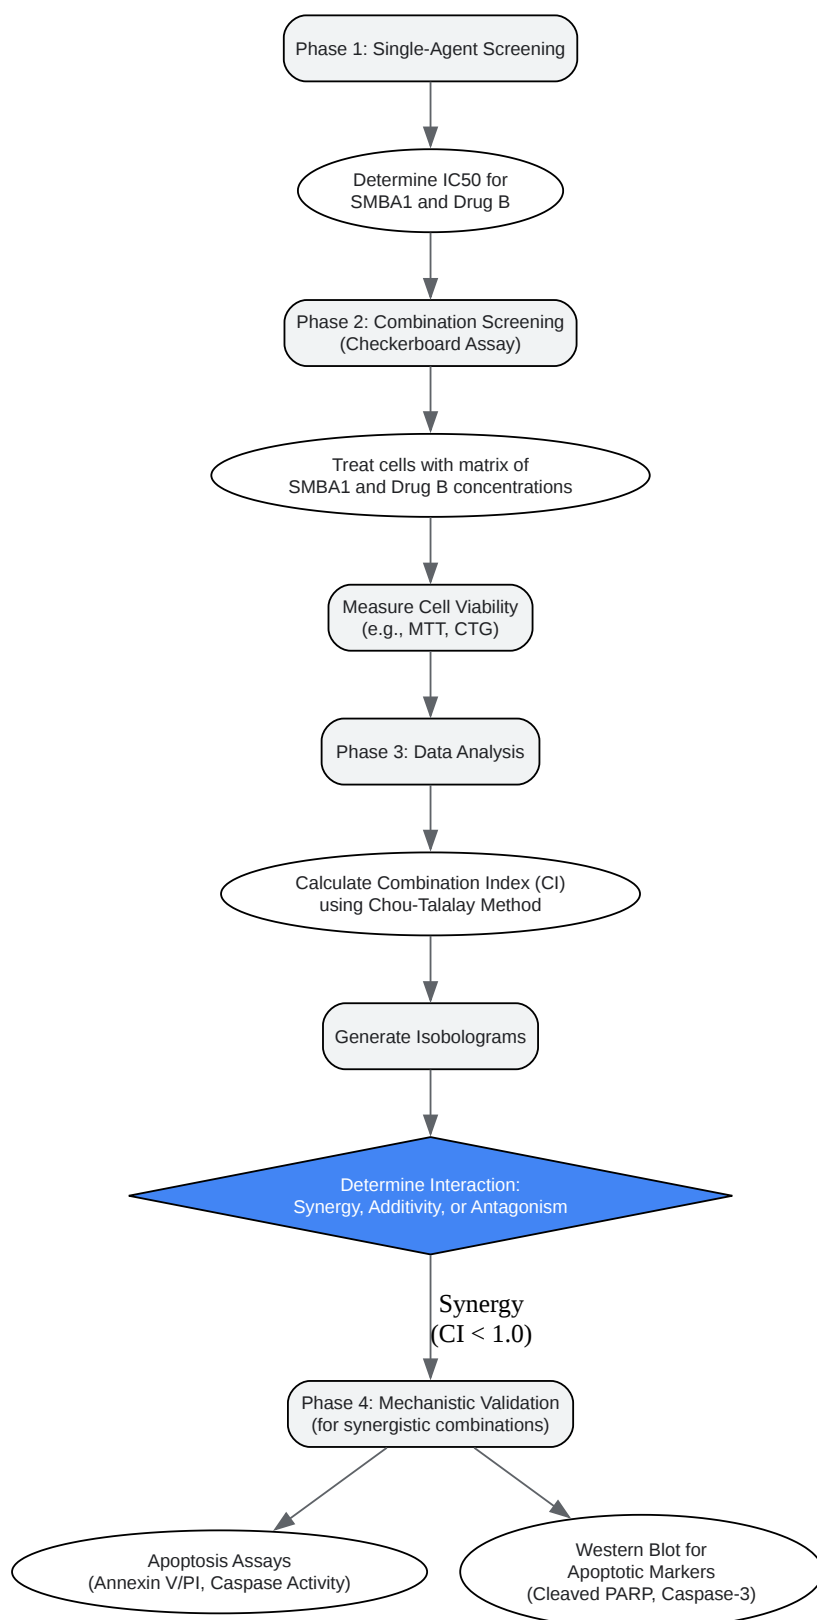 Phase 1: Single-Agent Screening
Determine IC50 for
SMBA1 and Drug B
Phase 2: Combination Screening
(Checkerboard Assay)
Treat cells with matrix of
SMBA1 and Drug B concentrations
Measure Cell Viability
(e.g., MTT, CTG)
Phase 3: Data Analysis
Calculate Combination Index (CI)
using Chou-Talalay Method
Generate Isobolograms
Determine Interaction:
Synergy, Additivity, or Antagonism
Synergy
(CI < 1.0)
Phase 4: Mechanistic Validation
(for synergistic combinations)
Apoptosis Assays
(Annexin V/PI, Caspase Activity)
Western Blot for
Apoptotic Markers
(Cleaved PARP, Caspase-3)